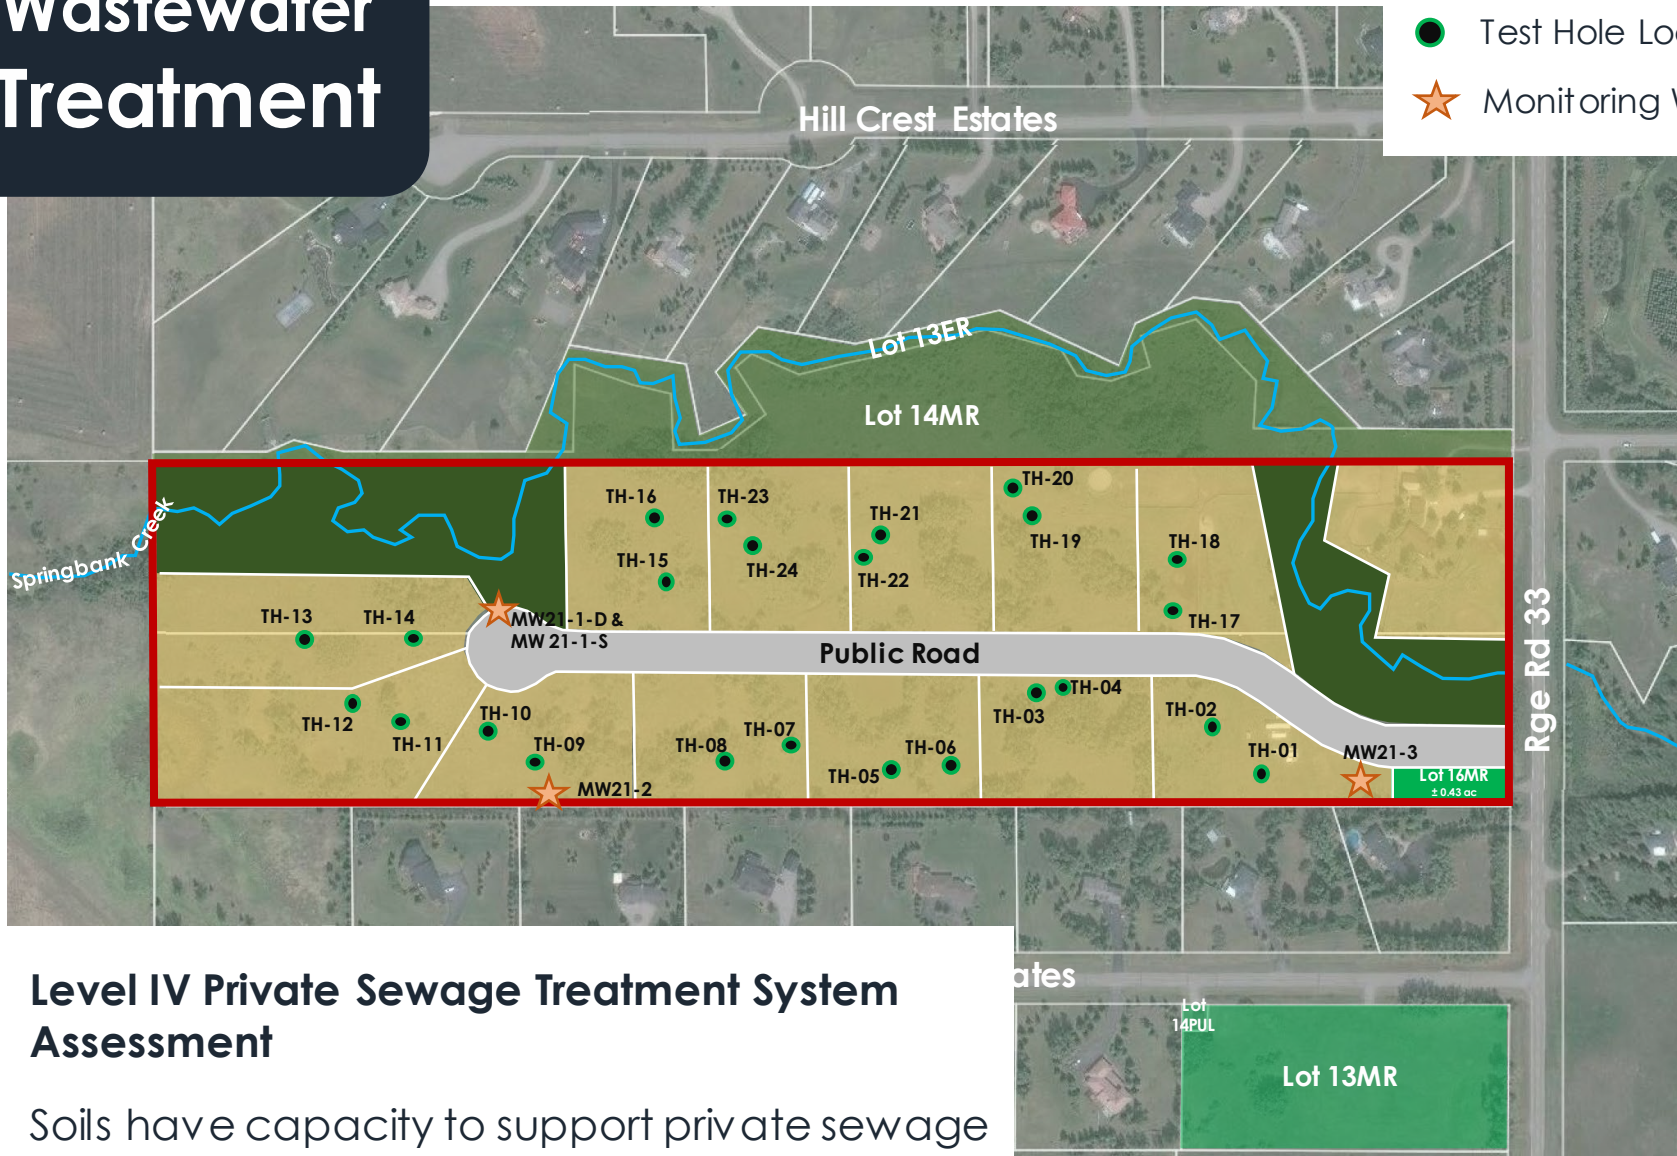 Wastewater
Treatment
Test Hole Loc
Monitoring W
Hill Crest Estates
Lot 13ER
Lot 14MR
Springbank Creek
TH-16
TH-23
TH-20
TH-21
TH-19
TH-18
TH-15
TH-24
TH-22
TH-13
TH-14
MW21-1-D &
MW 21-1-S
TH-17
Public Road
Rge Rd 33
TH-12
TH-11
TH-10
TH-09
TH-08
TH-07
TH-05
TH-06
TH-03
TH-04
TH-02
TH-01
MW21-3
MW21-2
Lot 16MR
± 0.43 ac
ates
Lot
14PUL
Lot 13MR
Level IV Private Sewage Treatment System
Assessment
Soils have capacity to support private sewage